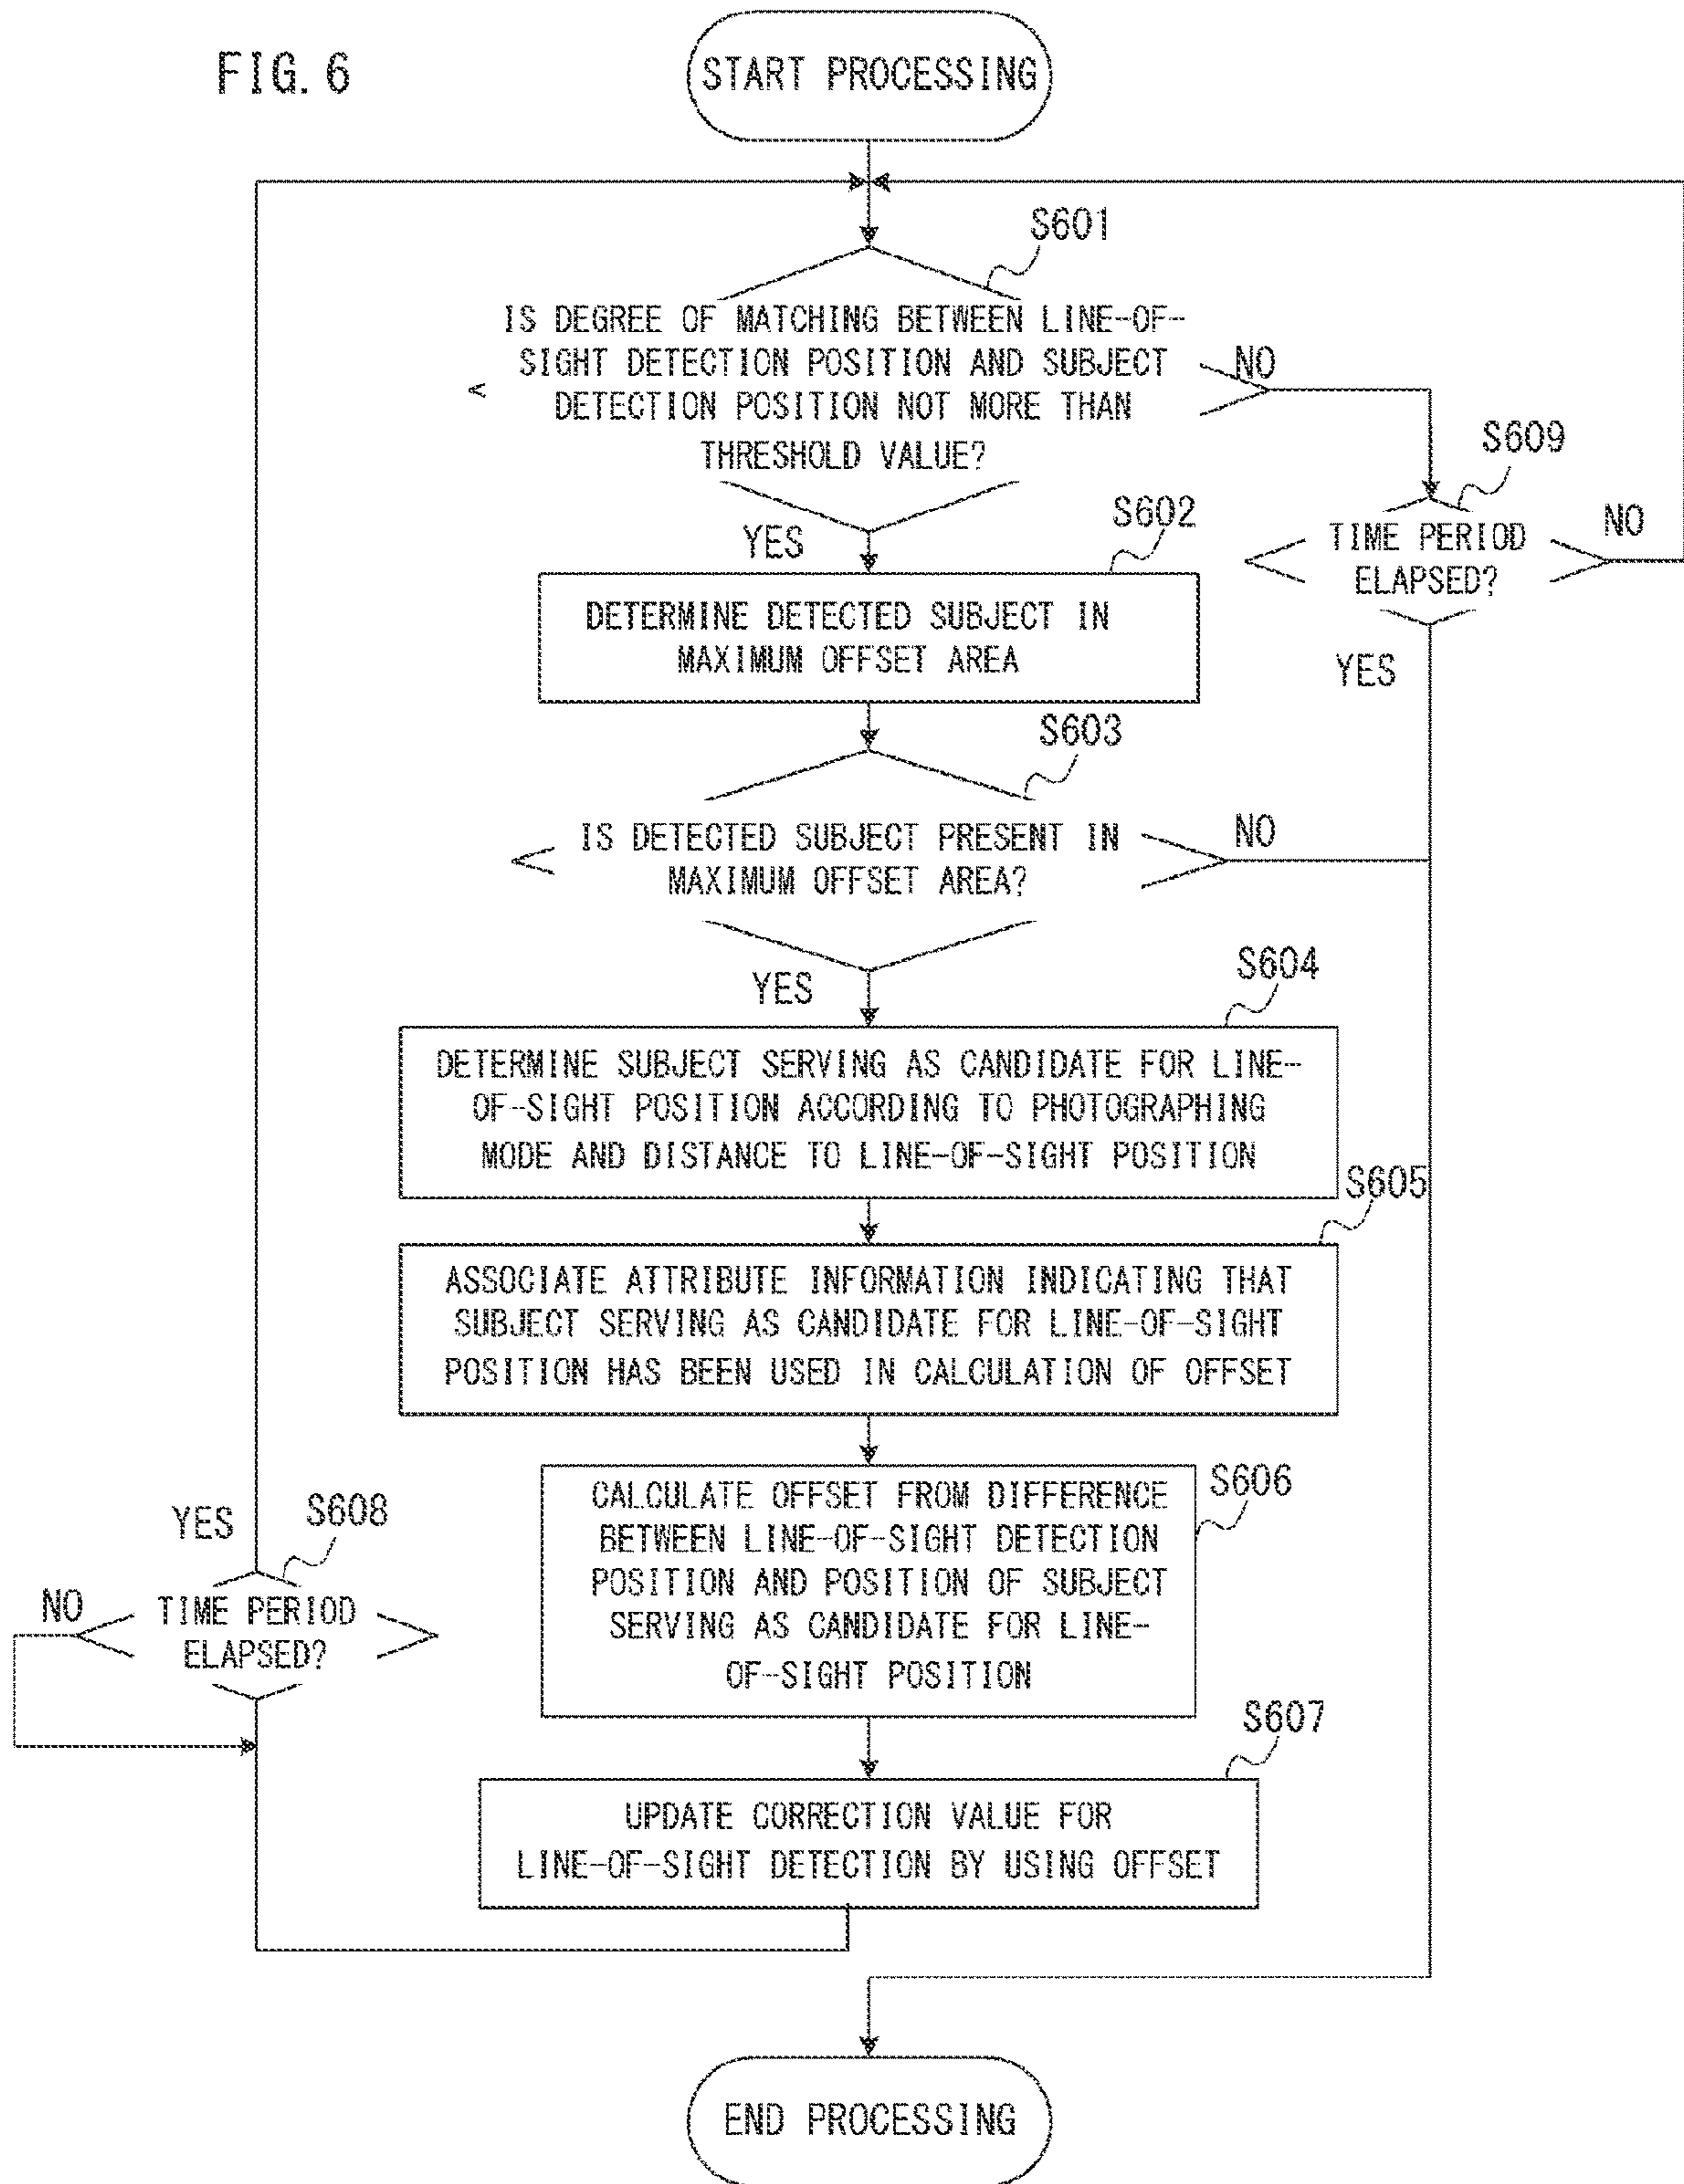 FIG. 6
START PROCESSING
S601
IS DEGREE OF MATCHING BETWEEN LINE-OF-
SIGHT DETECTION POSITION AND SUBJECT
DETECTION POSITION NOT MORE THAN
THRESHOLD VALUE?
NO
YES
S609
TIME PERIOD
ELAPSED?
NO
YES
S602
DETERMINE DETECTED SUBJECT IN
MAXIMUM OFFSET AREA
S603
IS DETECTED SUBJECT PRESENT IN
MAXIMUM OFFSET AREA?
NO
YES
S604
DETERMINE SUBJECT SERVING AS CANDIDATE FOR LINE-
OF-SIGHT POSITION ACCORDING TO PHOTOGRAPHING
MODE AND DISTANCE TO LINE-OF-SIGHT POSITION
S605
ASSOCIATE ATTRIBUTE INFORMATION INDICATING THAT
SUBJECT SERVING AS CANDIDATE FOR LINE-OF-SIGHT
POSITION HAS BEEN USED IN CALCULATION OF OFFSET
S606
CALCULATE OFFSET FROM DIFFERENCE
BETWEEN LINE-OF-SIGHT DETECTION
POSITION AND POSITION OF SUBJECT
SERVING AS CANDIDATE FOR LINE-
OF-SIGHT POSITION
YES
S608
NO
TIME PERIOD
ELAPSED?
S607
UPDATE CORRECTION VALUE FOR
LINE-OF-SIGHT DETECTION BY USING OFFSET
END PROCESSING